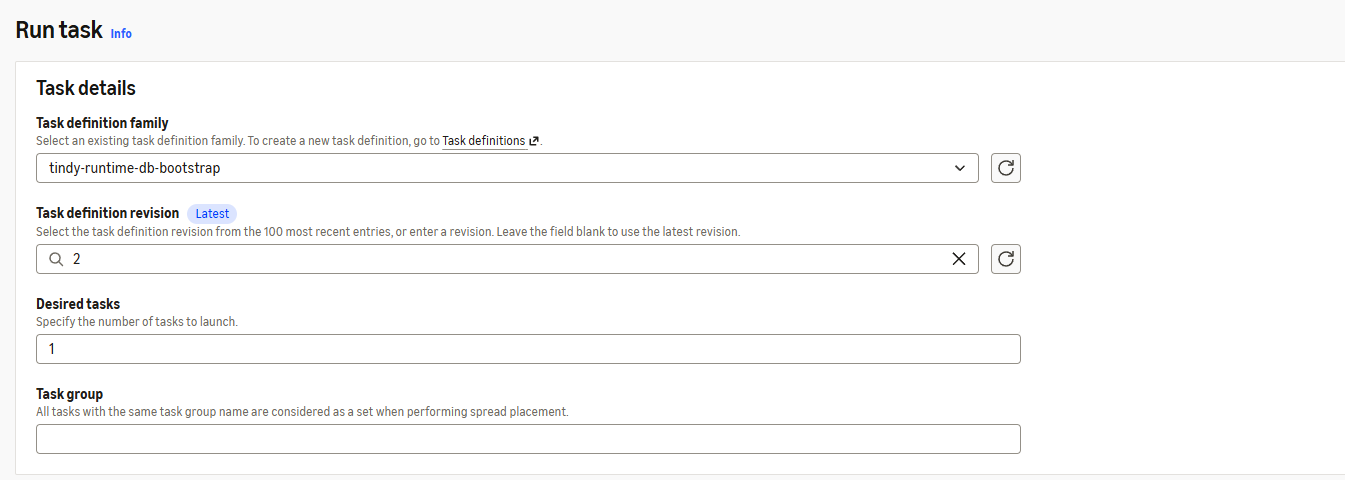 Run task Info
Task details
Task definition family
Select an existing task definition family. To create a new task definition, go to Task definitions .
tindy-runtime-db-bootstrap
Task definition revision Latest
Select the task definition revision from the 100 most recent entries, or enter a revision. Leave the field blank to use the latest revision.
2
Desired tasks
Specify the number of tasks to launch.
1
Task group
All tasks with the same task group name are considered as a set when performing spread placement.